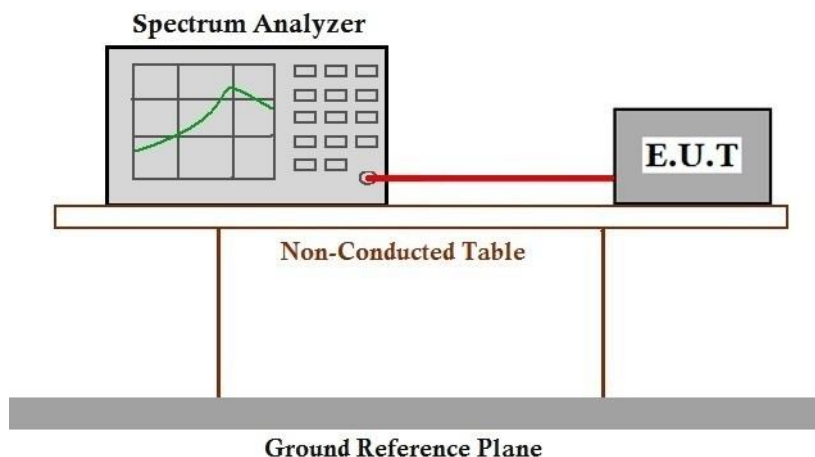 Spectrum Analyzer
E.U.T
Non-Conducted Table
Ground Reference Plane